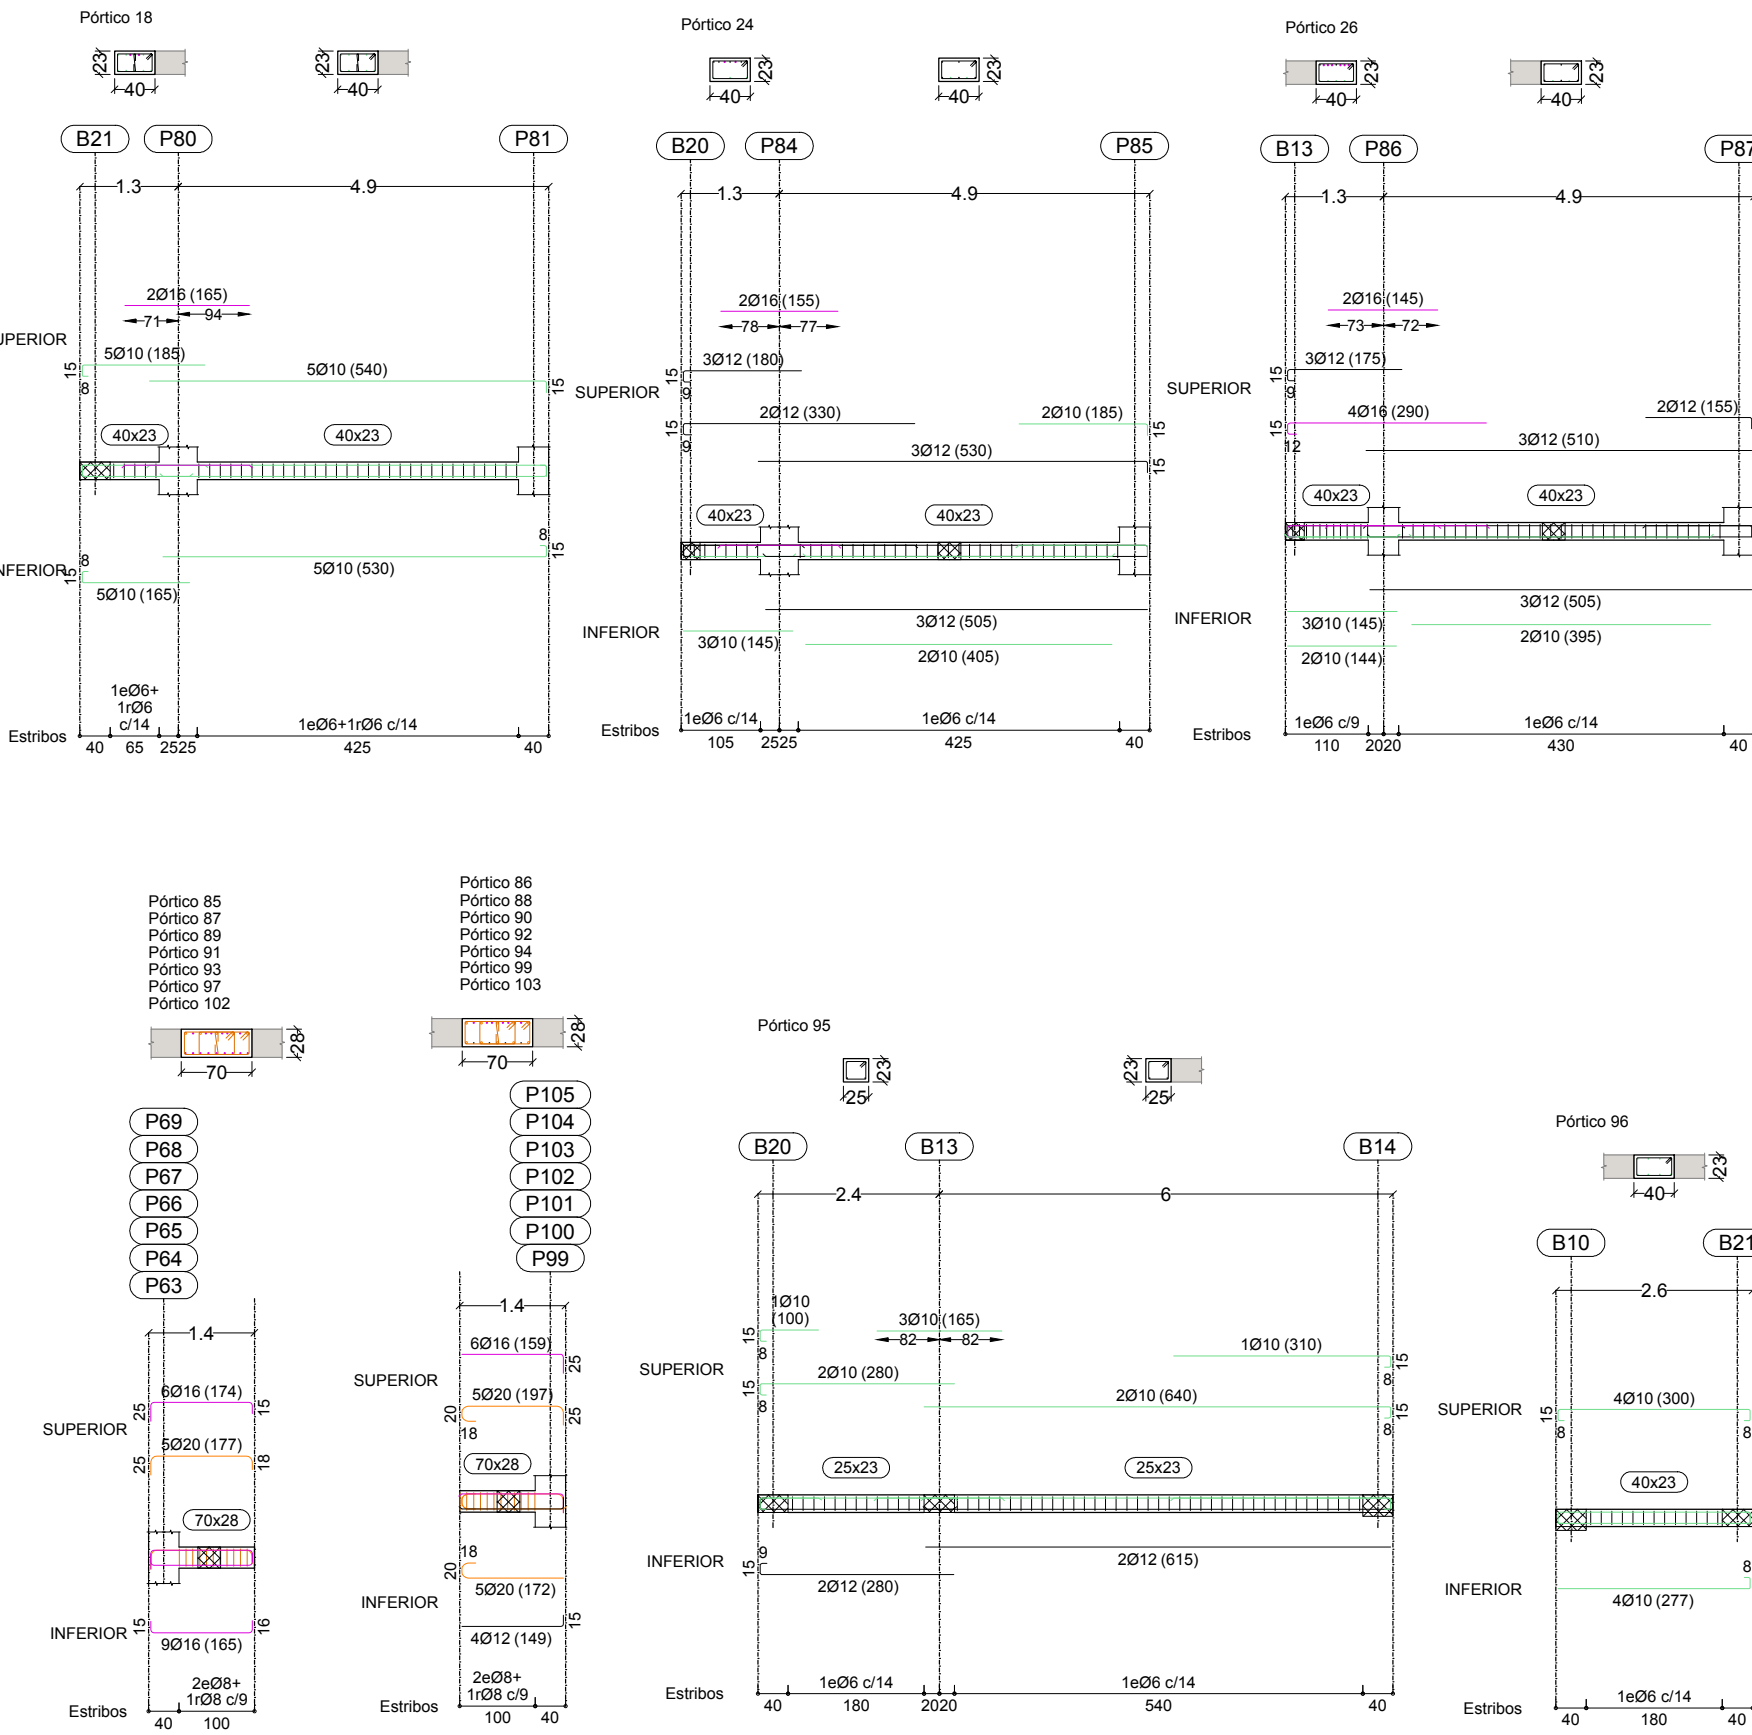 Pórtico 18
23
40
23
40
B21
P80
P81
1.3
4.9
2Ø16 (165)
71
94
UPERIOR
5Ø10 (185)
15
8
5Ø10 (540)
15
40x23
40x23
8
15
5Ø10 (530)
NFERIOR
8
15
5Ø10 (165)
1eØ6+
1rØ6
c/14
1eØ6+1rØ6 c/14
Estribos
40
65
2525
425
40
Pórtico 24
23
40
23
40
B20
P84
P85
1.3
4.9
2Ø16 (155)
78
77
3Ø12 (180)
15
9
SUPERIOR
2Ø12 (330)
15
9
2Ø10 (185)
15
3Ø12 (530)
15
40x23
40x23
3Ø12 (505)
INFERIOR
3Ø10 (145)
2Ø10 (405)
1eØ6 c/14
1eØ6 c/14
Estribos
105
2525
425
40
Pórtico 26
23
40
23
40
B13
P86
P87
1.3
4.9
2Ø16 (145)
73
72
3Ø12 (175)
15
9
SUPERIOR
4Ø16 (290)
15
12
2Ø12 (155)
3Ø12 (510)
40x23
40x23
3Ø12 (505)
INFERIOR
3Ø10 (145)
2Ø10 (395)
2Ø10 (144)
1eØ6 c/9
1eØ6 c/14
Estribos
110
2020
430
40
Pórtico 85
Pórtico 87
Pórtico 89
Pórtico 91
Pórtico 93
Pórtico 97
Pórtico 102
28
70
P69
P68
P67
P66
P65
P64
P63
1.4
6Ø16 (174)
25
15
SUPERIOR
5Ø20 (177)
25
18
70x28
INFERIOR
15
16
9Ø16 (165)
2eØ8+
1rØ8 c/9
Estribos
40
100
Pórtico 86
Pórtico 88
Pórtico 90
Pórtico 92
Pórtico 94
Pórtico 99
Pórtico 103
28
70
P105
P104
P103
P102
P101
P100
P99
1.4
6Ø16 (159)
25
SUPERIOR
5Ø20 (197)
20
18
25
70x28
18
20
5Ø20 (172)
INFERIOR
15
4Ø12 (149)
2eØ8+
1rØ8 c/9
Estribos
100
40
Pórtico 95
23
25
23
25
B20
B13
B14
2.4
6
1Ø10
(100)
15
8
3Ø10 (165)
82
82
1Ø10 (310)
15
8
SUPERIOR
2Ø10 (280)
15
8
2Ø10 (640)
15
8
25x23
25x23
INFERIOR
9
15
2Ø12 (280)
2Ø12 (615)
1eØ6 c/14
1eØ6 c/14
Estribos
40
180
2020
540
40
Pórtico 96
23
40
B10
B21
2.6
4Ø10 (300)
SUPERIOR
15
8
8
40x23
8
INFERIOR
4Ø10 (277)
1eØ6 c/14
Estribos
40
180
40